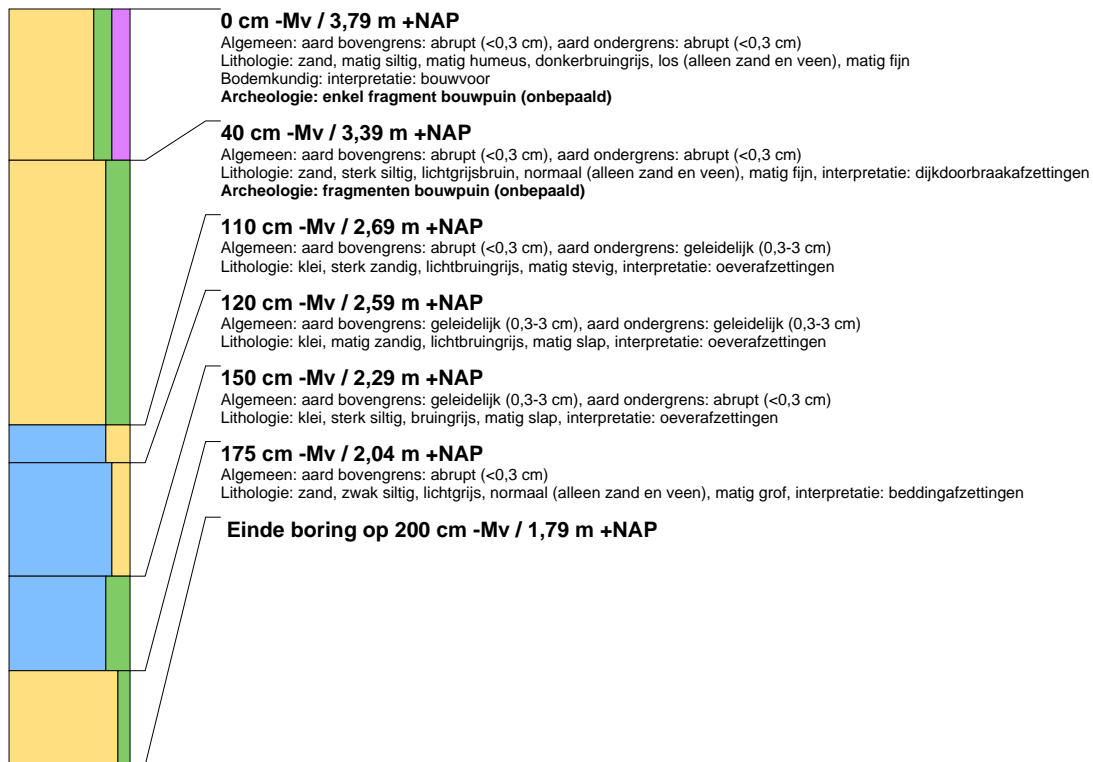 0 cm -Mv / 3,79 m +NAP
Algemeen: aard bovengrens: abrupt (<0,3 cm), aard ondergrens: abrupt (<0,3 cm)
Lithologie: zand, matig siltig, matig humeus, donkerbruingrijs, los (alleen zand en veen), matig fijn
Bodemkundig: interpretatie: bouwvoor
Archeologie: enkel fragment bouwpuin (onbepaald)
40 cm -Mv / 3,39 m +NAP
Algemeen: aard bovengrens: abrupt (<0,3 cm), aard ondergrens: abrupt (<0,3 cm)
Lithologie: zand, sterk siltig, lichtgrijsbruin, normaal (alleen zand en veen), matig fijn, interpretatie: dijkdoorbraakafzettingen
Archeologie: fragmenten bouwpuin (onbepaald)
110 cm -Mv / 2,69 m +NAP
Algemeen: aard bovengrens: abrupt (<0,3 cm), aard ondergrens: geleidelijk (0,3-3 cm)
Lithologie: klei, sterk zandig, lichtbruingrijs, matig stevig, interpretatie: oeverafzettingen
120 cm -Mv / 2,59 m +NAP
Algemeen: aard bovengrens: geleidelijk (0,3-3 cm), aard ondergrens: geleidelijk (0,3-3 cm)
Lithologie: klei, matig zandig, lichtbruingrijs, matig slap, interpretatie: oeverafzettingen
150 cm -Mv / 2,29 m +NAP
Algemeen: aard bovengrens: geleidelijk (0,3-3 cm), aard ondergrens: abrupt (<0,3 cm)
Lithologie: klei, sterk siltig, bruingrijs, matig slap, interpretatie: oeverafzettingen
175 cm -Mv / 2,04 m +NAP
Algemeen: aard bovengrens: abrupt (<0,3 cm)
Lithologie: zand, zwak siltig, lichtgrijs, normaal (alleen zand en veen), matig grof, interpretatie: beddingafzettingen
Einde boring op 200 cm -Mv / 1,79 m +NAP